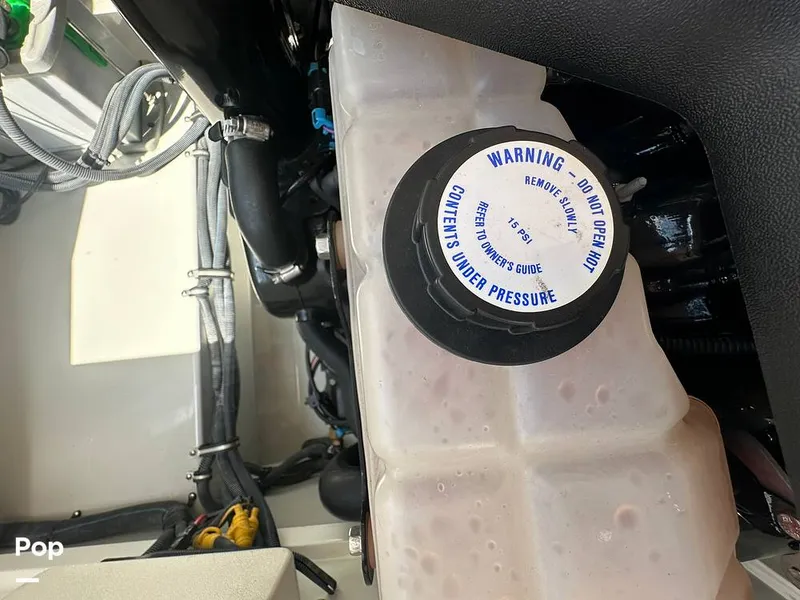 WARNING – DO NOT OPEN HOT
REMOVE SLOWLY
15 PSI
REFER TO OWNER'S GUIDE
CONTENTS UNDER PRESSURE
Pop